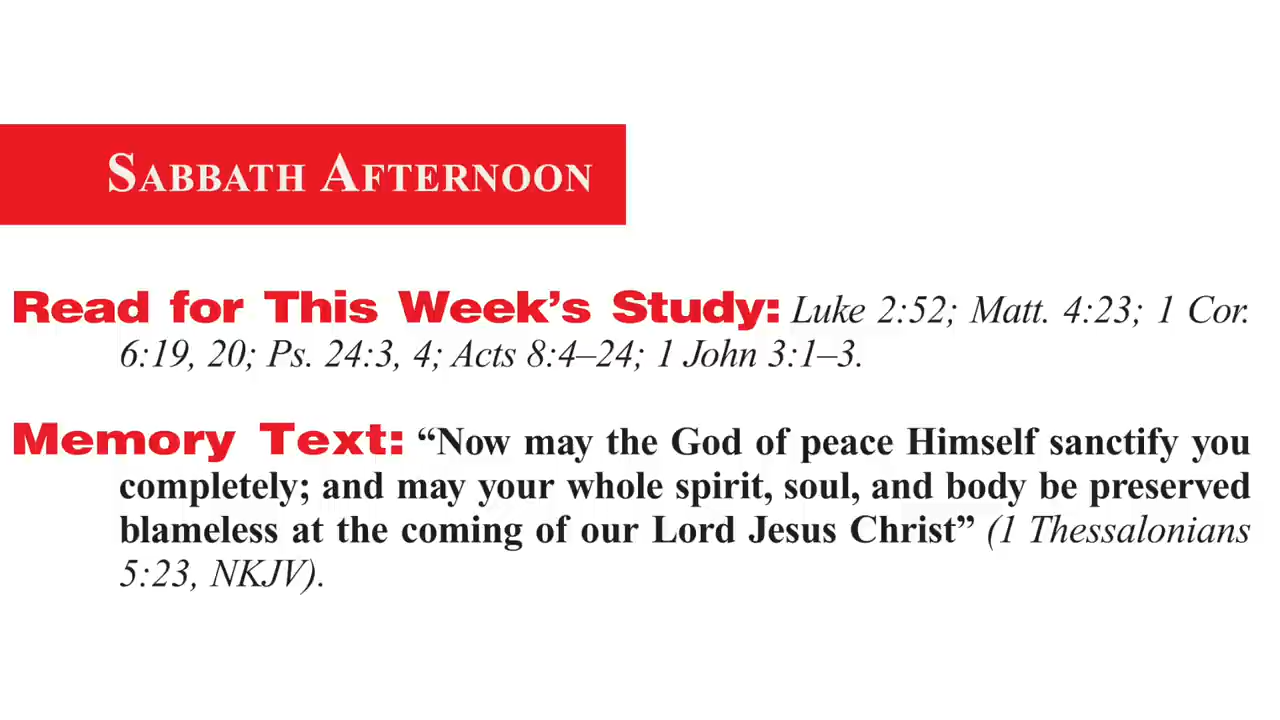 SABBATH AFTERNOON
Read for This Week’s Study: Luke 2:52; Matt. 4:23; 1 Cor.
6:19, 20; Ps. 24:3, 4; Acts 8:4–24; 1 John 3:1–3.
Memory Text: “Now may the God of peace Himself sanctify you
completely; and may your whole spirit, soul, and body be preserved
blameless at the coming of our Lord Jesus Christ” (1 Thessalonians
5:23, NKJV).